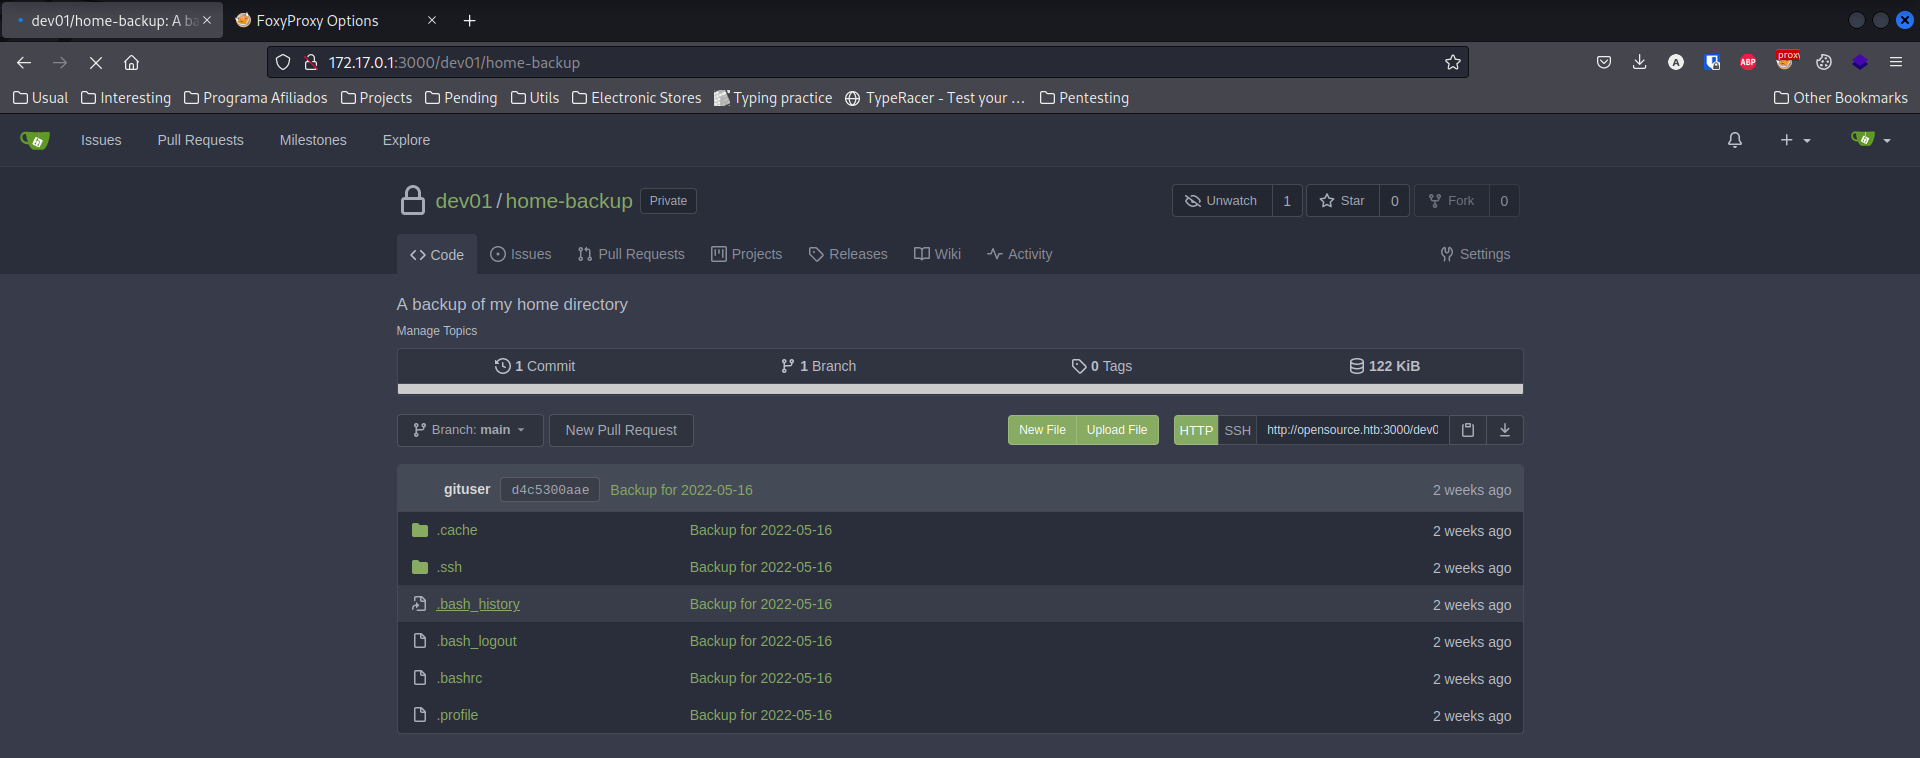 dev01/home-backup: A ba
FoxyProxy Options
172.17.0.1:3000/dev01/home-backup
A
ABP
proxy
Usual Interesting Programa Afiliados Projects Pending Utils Electronic Stores Typing practice TypeRacer - Test your ... Pentesting Other Bookmarks
Issues Pull Requests Milestones Explore
dev01/home-backup Private Unwatch 1 Star 0 Fork 0
Code Issues Pull Requests Projects Releases Wiki Activity Settings
A backup of my home directory
Manage Topics
1 Commit 1 Branch 0 Tags 122 KiB
Branch: main New Pull Request New File Upload File HTTP SSH http://opensource.htb:3000/dev0
gituser d4c5300aae Backup for 2022-05-16 2 weeks ago
.cache Backup for 2022-05-16 2 weeks ago
.ssh Backup for 2022-05-16 2 weeks ago
.bash_history Backup for 2022-05-16 2 weeks ago
.bash_logout Backup for 2022-05-16 2 weeks ago
.bashrc Backup for 2022-05-16 2 weeks ago
.profile Backup for 2022-05-16 2 weeks ago